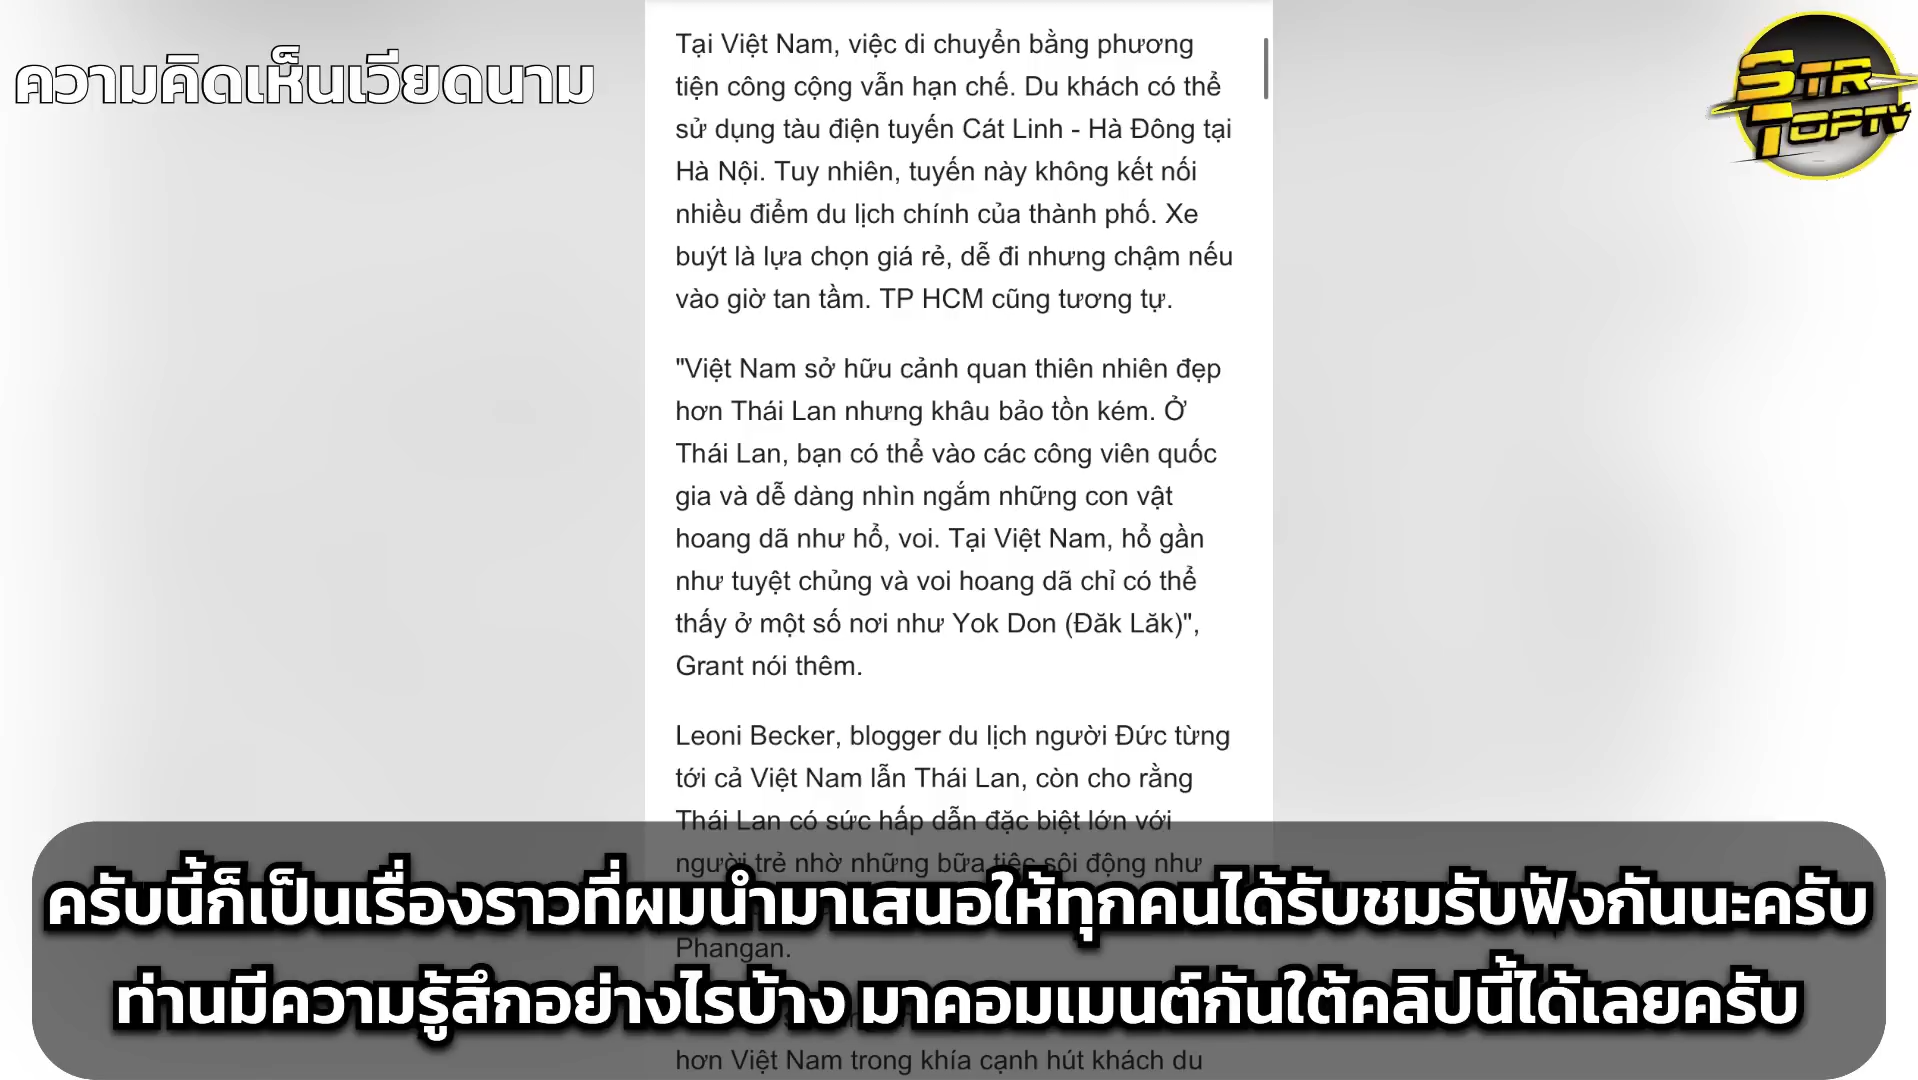 ความคิดเห็นเวียดนาม
STR
TOPTV
Tại Việt Nam, việc di chuyển bằng phương
tiện công cộng vẫn hạn chế. Du khách có thể
sử dụng tàu điện tuyến Cát Linh - Hà Đông tại
Hà Nội. Tuy nhiên, tuyến này không kết nối
nhiều điểm du lịch chính của thành phố. Xe
buýt là lựa chọn giá rẻ, dễ đi nhưng chậm nếu
vào giờ tan tầm. TP HCM cũng tương tự.
"Việt Nam sở hữu cảnh quan thiên nhiên đẹp
hơn Thái Lan nhưng khâu bảo tồn kém. Ở
Thái Lan, bạn có thể vào các công viên quốc
gia và dễ dàng nhìn ngắm những con vật
hoang dã như hổ, voi. Tại Việt Nam, hổ gần
như tuyệt chủng và voi hoang dã chỉ có thể
thấy ở một số nơi như Yok Don (Đăk Lăk)",
Grant nói thêm.
Leoni Becker, blogger du lịch người Đức từng
tới cả Việt Nam lẫn Thái Lan, còn cho rằng
Thái Lan có sức hấp dẫn đặc biệt lớn với
người trẻ nhờ những bữa tiệc sôi động như
Phangan.
hơn Việt Nam trong khía cạnh hút khách du
ครับนี้ก็เป็นเรื่องราวที่ผมนำมาเสนอให้ทุกคนได้รับชมรับฟังกันนะครับ
ท่านมีความรู้สึกอย่างไรบ้าง มาคอมเมนต์กันใต้คลิปนี้ได้เลยครับ